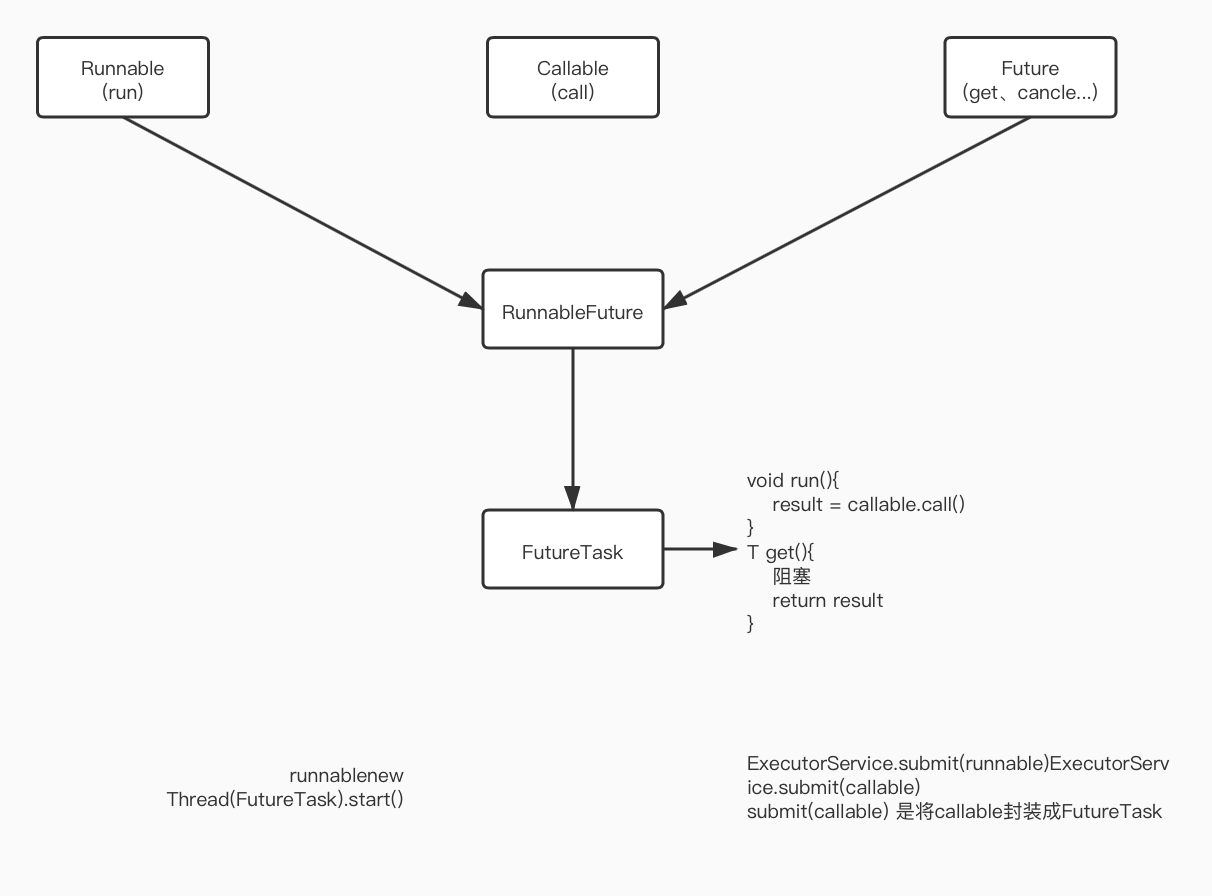 Runnable
(run)
Callable
(call)
Future
(get、cancle...)
RunnableFuture
FutureTask
void run(){
result = callable.call()
}
T get(){
阻塞
return result
}
runnablenew
Thread(FutureTask).start()
ExecutorService.submit(runnable)ExecutorServ
ice.submit(callable)
submit(callable) 是将callable封装成FutureTask